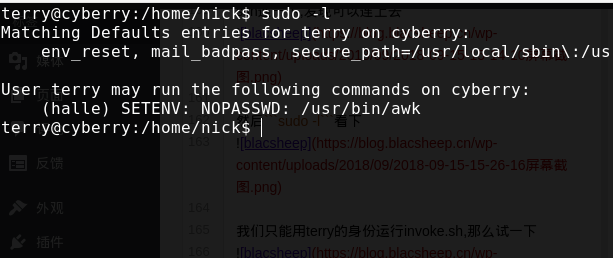 terry@cyberry:/home/nick$ sudo -l
Matching Defaults entries for terry on cyberry:
env_reset, mail_badpass, secure_path=/usr/local/sbin\:/us
User terry may run the following commands on cyberry:
(halle) SETENV: NOPASSWD: /usr/bin/awk
terry@cyberry:/home/nick$
sudo -l 看下
163
![blacsheep](https://blog.blacsheep.cn/wp-
反馈
content/uploads/2018/09/2018-09-15-15-26-16屏幕截
图.png)
164
外观
165 我们只能用terry的身份运行invoke.sh,那么试一下
插件
166 ![blacsheep](https://blog.blacsheep.cn/wp-